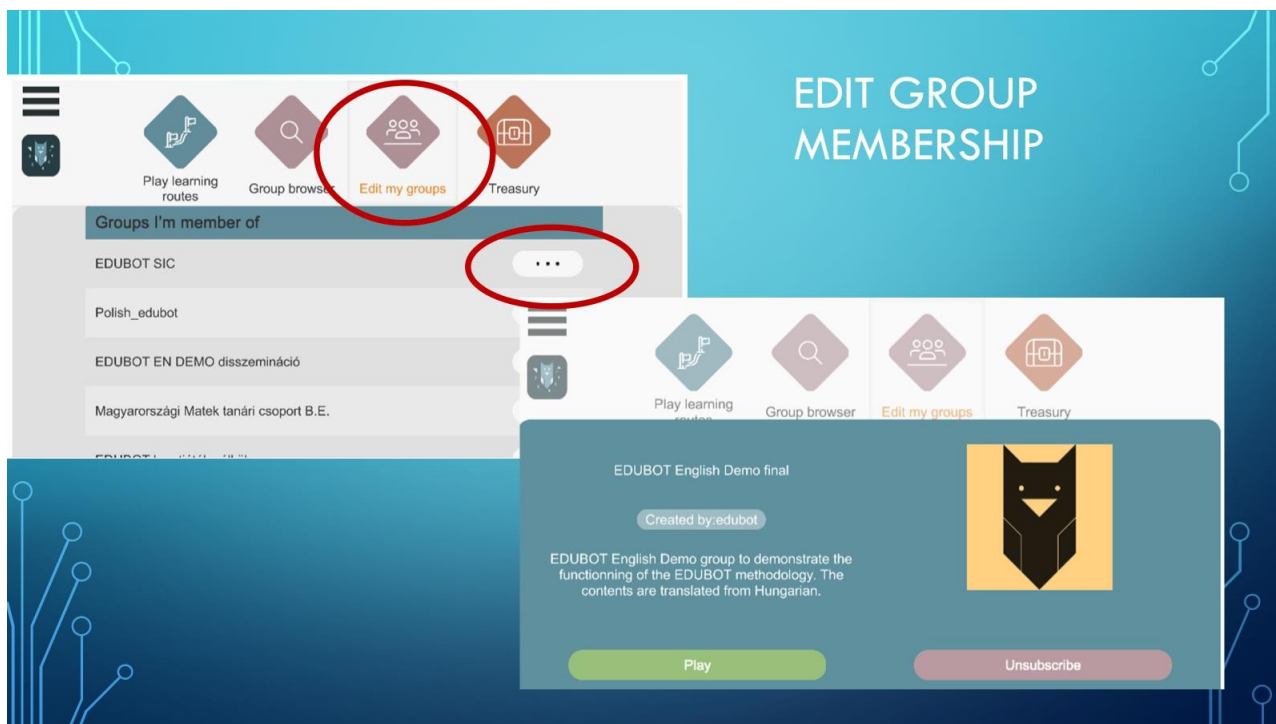 EDIT GROUP
MEMBERSHIP
Play learning
routes
Group browser
Edit my groups
Treasury
Groups I'm member of
EDUBOT SIC
...
Polish_edubot
EDUBOT EN DEMO disszemináció
Magyarországi Matek tanári csoport B.E.
EDUBOT
Play learning
routes
Group browser
Edit my groups
Treasury
EDUBOT English Demo final
Created by:edubot
EDUBOT English Demo group to demonstrate the
functionning of the EDUBOT methodology. The
contents are translated from Hungarian.
Play
Unsubscribe